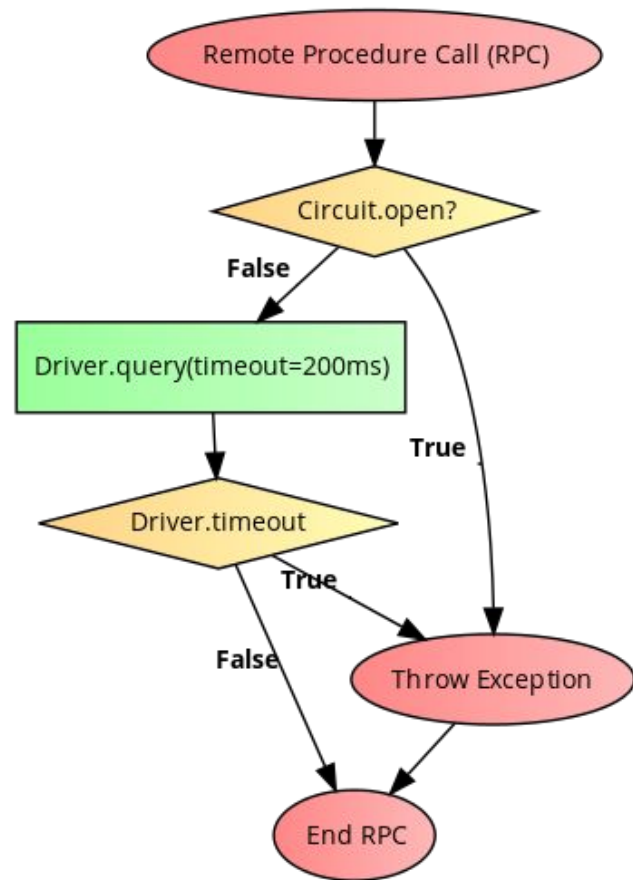 Remote Procedure Call (RPC)
Circuit.open?
False
Driver.query(timeout=200ms)
True
Driver.timeout
True
False
Throw Exception
End RPC